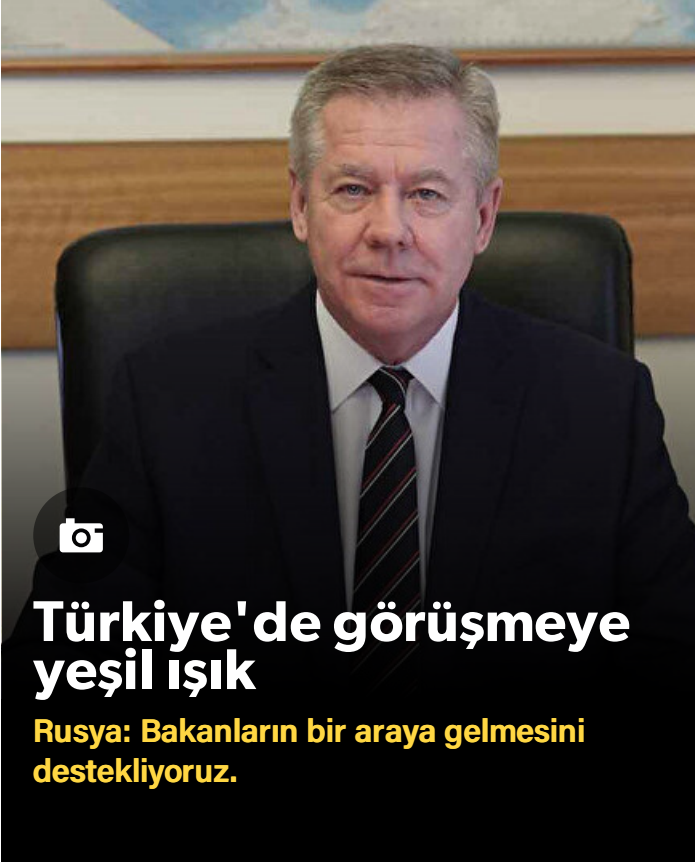 Türkiye'de görüşmeye
yeşil ışık
Rusya: Bakanların bir araya gelmesini
destekliyoruz.